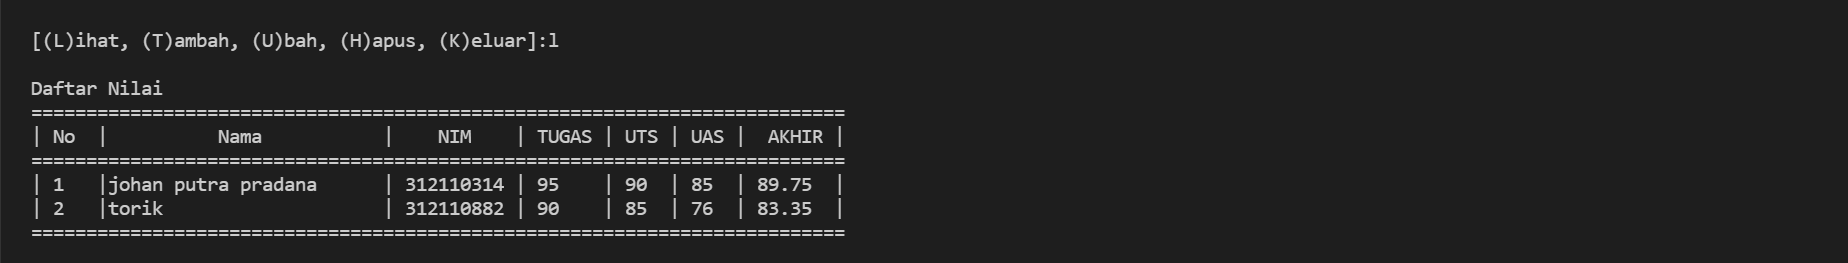 [(L)ihat, (T)ambah, (U)bah, (H)apus, (K)eluar]:l
Daftar Nilai
==========================================================================
| No  |          Nama           |    NIM    | TUGAS | UTS | UAS |  AKHIR |
==========================================================================
| 1   |johan putra pradana      | 312110314 | 95    | 90  | 85  | 89.75  |
| 2   |torik                    | 312110882 | 90    | 85  | 76  | 83.35  |
==========================================================================